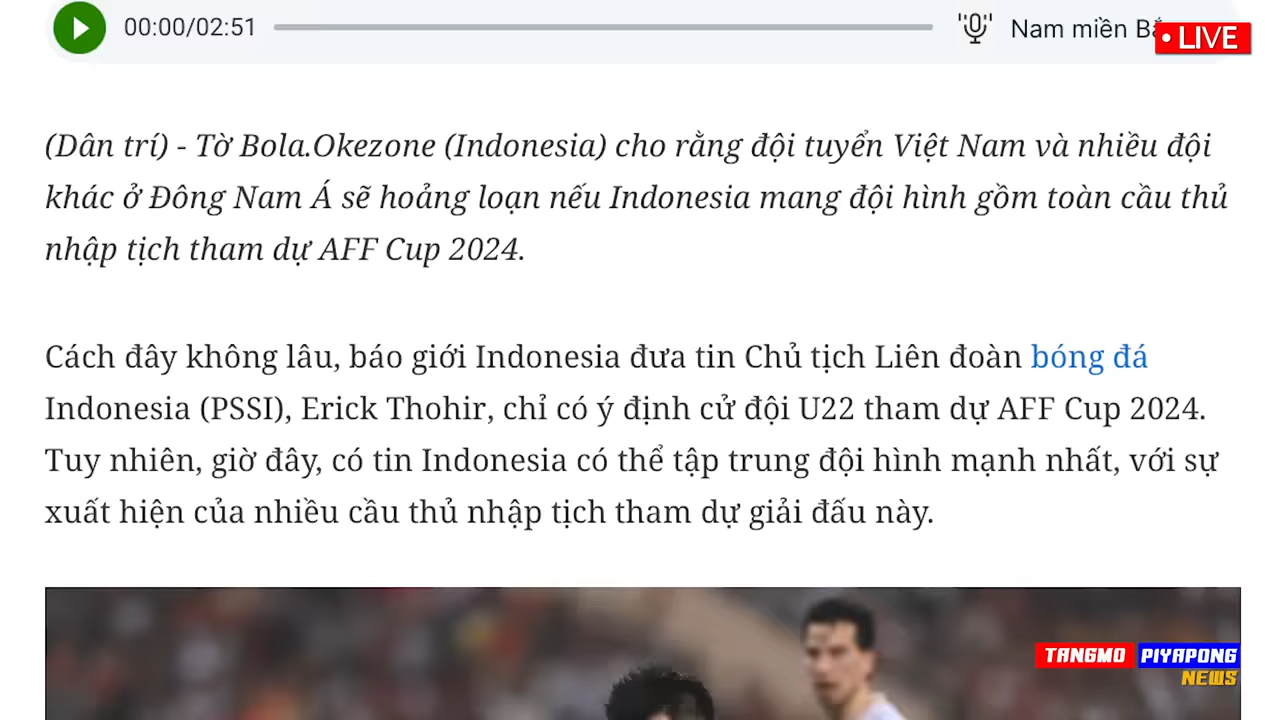 00:00/02:51
Nam miền
• LIVE
(Dân trí) - Tờ Bola.Okezone (Indonesia) cho rằng đội tuyển Việt Nam và nhiều đội
khác ở Đông Nam Á sẽ hoảng loạn nếu Indonesia mang đội hình gồm toàn cầu thủ
nhập tịch tham dự AFF Cup 2024.
Cách đây không lâu, báo giới Indonesia đưa tin Chủ tịch Liên đoàn bóng đá
Indonesia (PSSI), Erick Thohir, chỉ có ý định cử đội U22 tham dự AFF Cup 2024.
Tuy nhiên, giờ đây, có tin Indonesia có thể tập trung đội hình mạnh nhất, với sự
xuất hiện của nhiều cầu thủ nhập tịch tham dự giải đấu này.
TANGMO PIYAPONG
NEWS